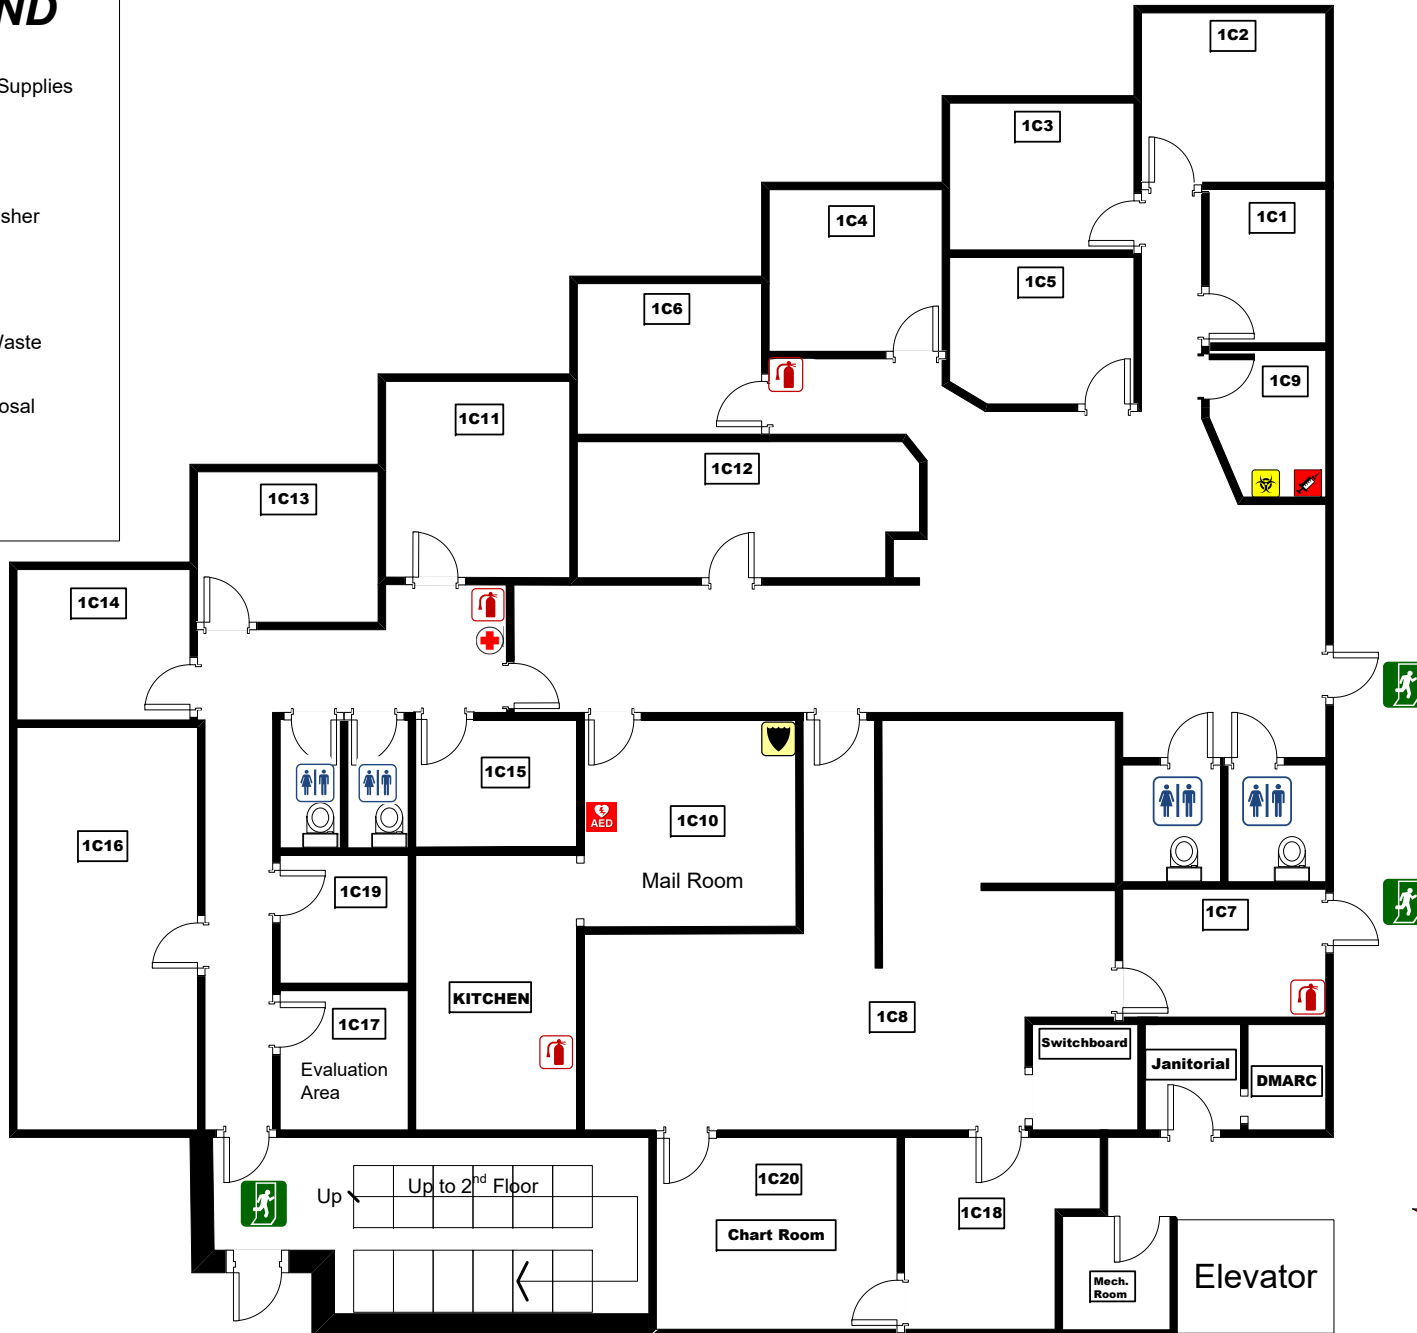 ND
Supplies
sher
Waste
osal
1C2
1C3
1C1
1C4
1C5
1C6
1C9
1C11
1C12
1C13
1C14
1C15
1C10
AED
Mail Room
1C16
1C19
1C7
KITCHEN
1C17
Evaluation
Area
1C8
Switchboard
Janitorial
DMARC
Up
Up to 2nd Floor
1C20
Chart Room
1C18
Mech.
Room
Elevator